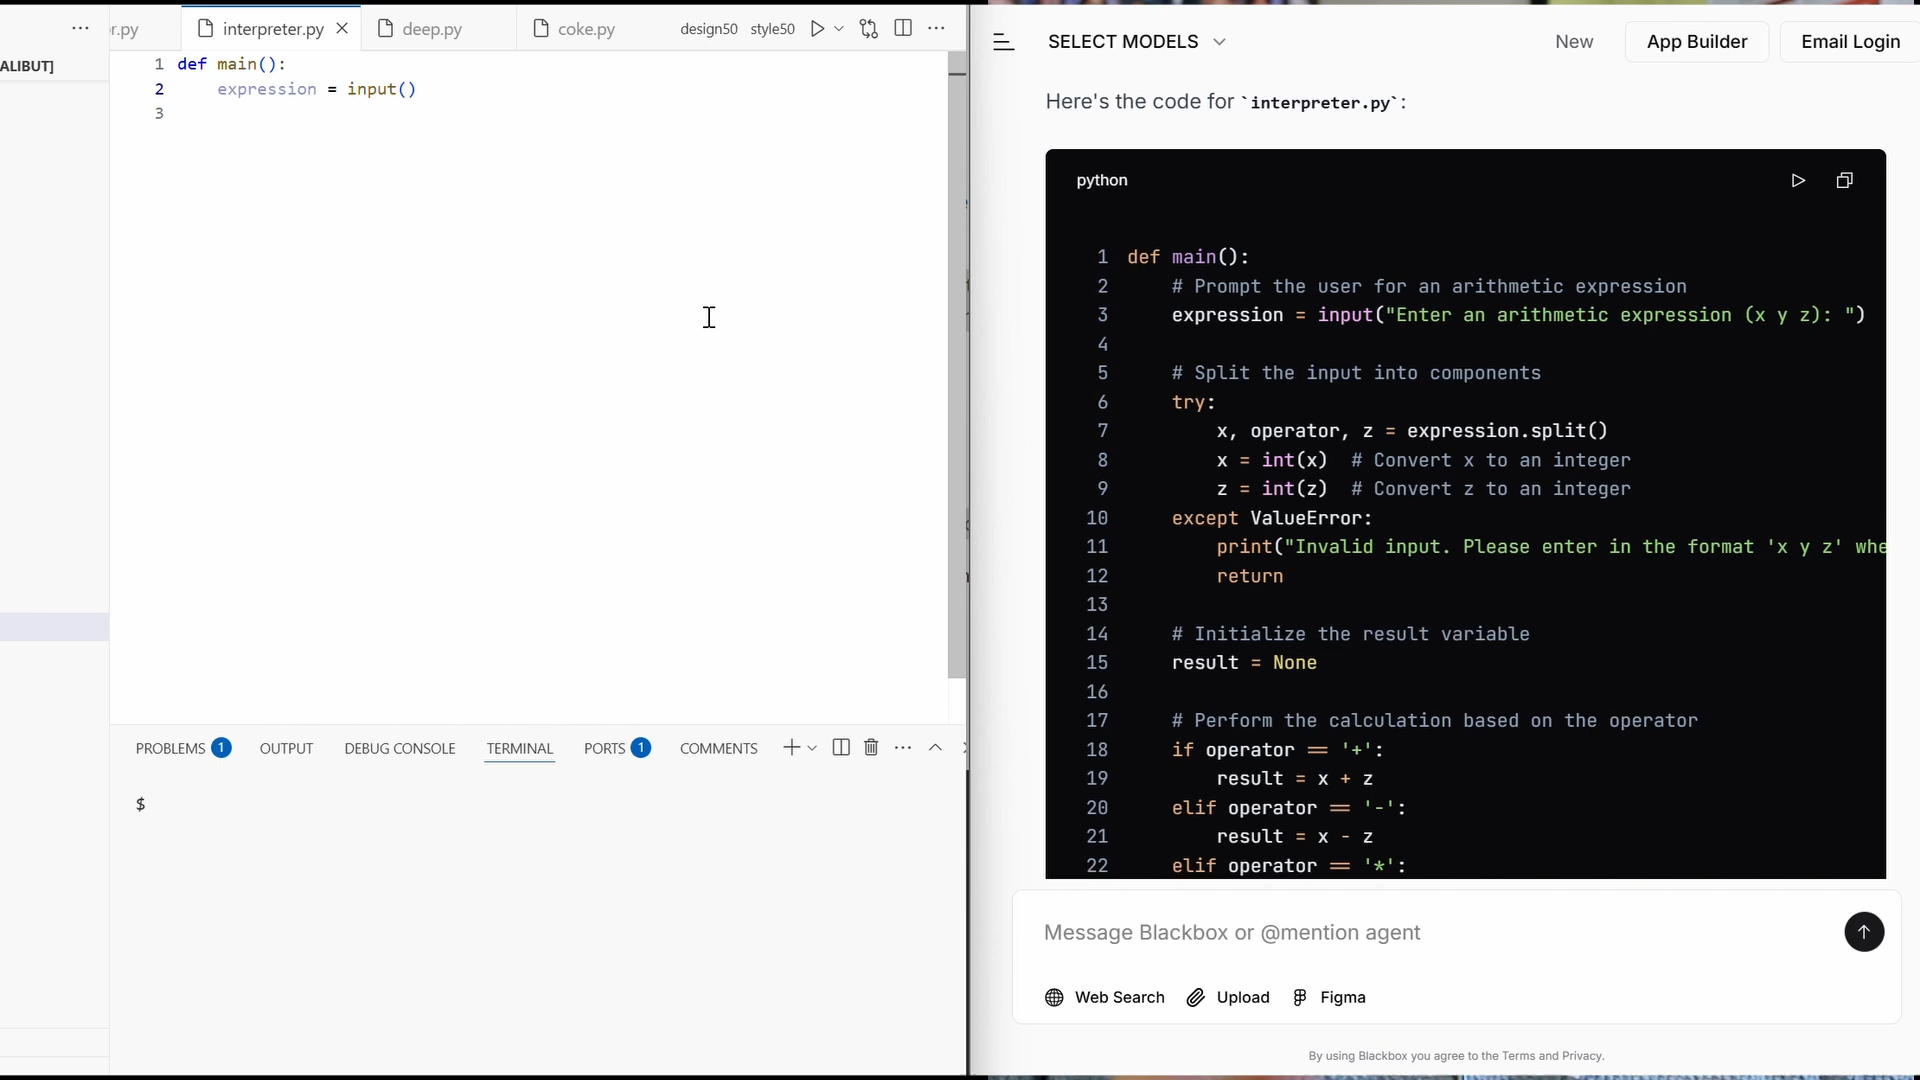 r.py
interpreter.py
deep.py
coke.py
design50
style50
ALIBUT]
1 def main():
2 expression = input()
3
PROBLEMS 1
OUTPUT
DEBUG CONSOLE
TERMINAL
PORTS 1
COMMENTS
$
SELECT MODELS
New
App Builder
Email Login
Here's the code for `interpreter.py`:
python
1 def main():
2 # Prompt the user for an arithmetic expression
3 expression = input("Enter an arithmetic expression (x y z): ")
4
5 # Split the input into components
6 try:
7 x, operator, z = expression.split()
8 x = int(x) # Convert x to an integer
9 z = int(z) # Convert z to an integer
10 except ValueError:
11 print("Invalid input. Please enter in the format 'x y z' whe
12 return
13
14 # Initialize the result variable
15 result = None
16
17 # Perform the calculation based on the operator
18 if operator == '+':
19 result = x + z
20 elif operator == '-':
21 result = x - z
22 elif operator == '*':
Message Blackbox or @mention agent
Web Search
Upload
Figma
By using Blackbox you agree to the Terms and Privacy.